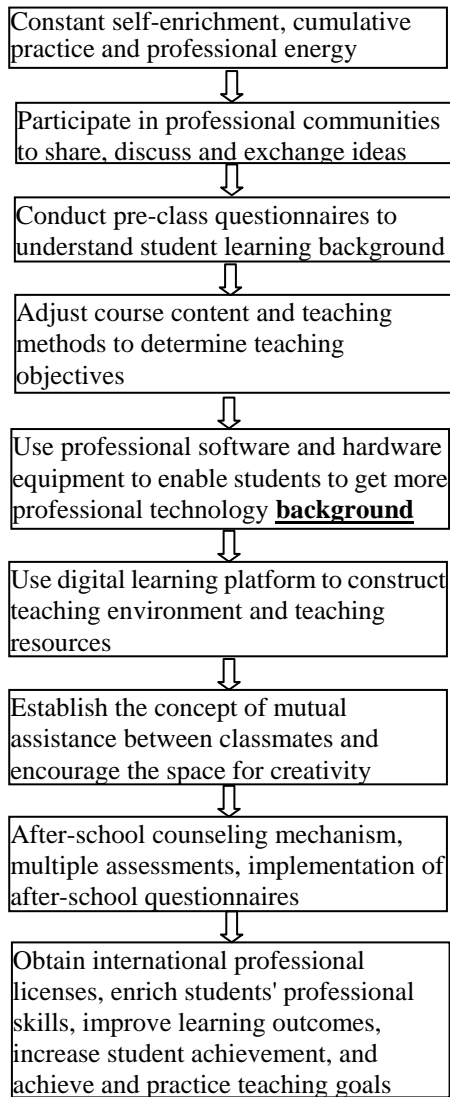 Constant self-enrichment, cumulative
practice and professional energy
Participate in professional communities
to share, discuss and exchange ideas
Conduct pre-class questionnaires to
understand student learning background
Adjust course content and teaching
methods to determine teaching
objectives
Use professional software and hardware
equipment to enable students to get more
professional technology background
Use digital learning platform to construct
teaching environment and teaching
resources
Establish the concept of mutual
assistance between classmates and
encourage the space for creativity
After-school counseling mechanism,
multiple assessments, implementation of
after-school questionnaires
Obtain international professional
licenses, enrich students' professional
skills, improve learning outcomes,
increase student achievement, and
achieve and practice teaching goals